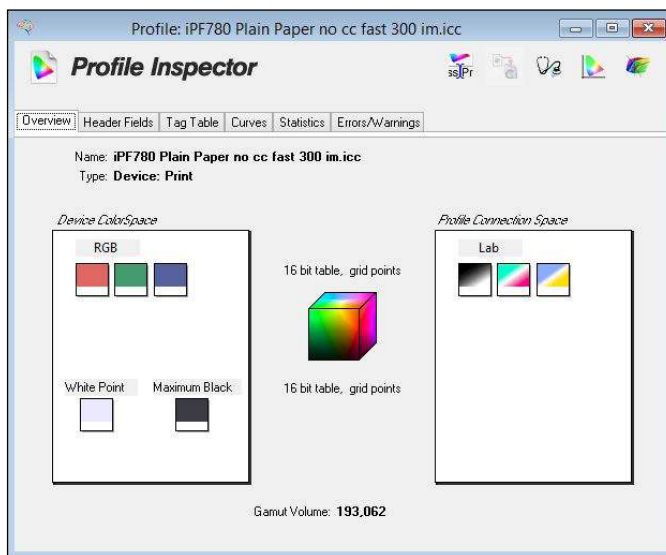 Profile: iPF780 Plain Paper no cc fast 300 im.icc
Profile Inspector
ss)Pr
Overview Header Fields Tag Table Curves Statistics Errors/Warnings
Name: iPF780 Plain Paper no cc fast 300 im.icc
Type: Device: Print
Device ColorSpace
RGB
White Point Maximum Black
16 bit table, grid points
16 bit table, grid points
Profile Connection Space
Lab
Gamut Volume: 193,062